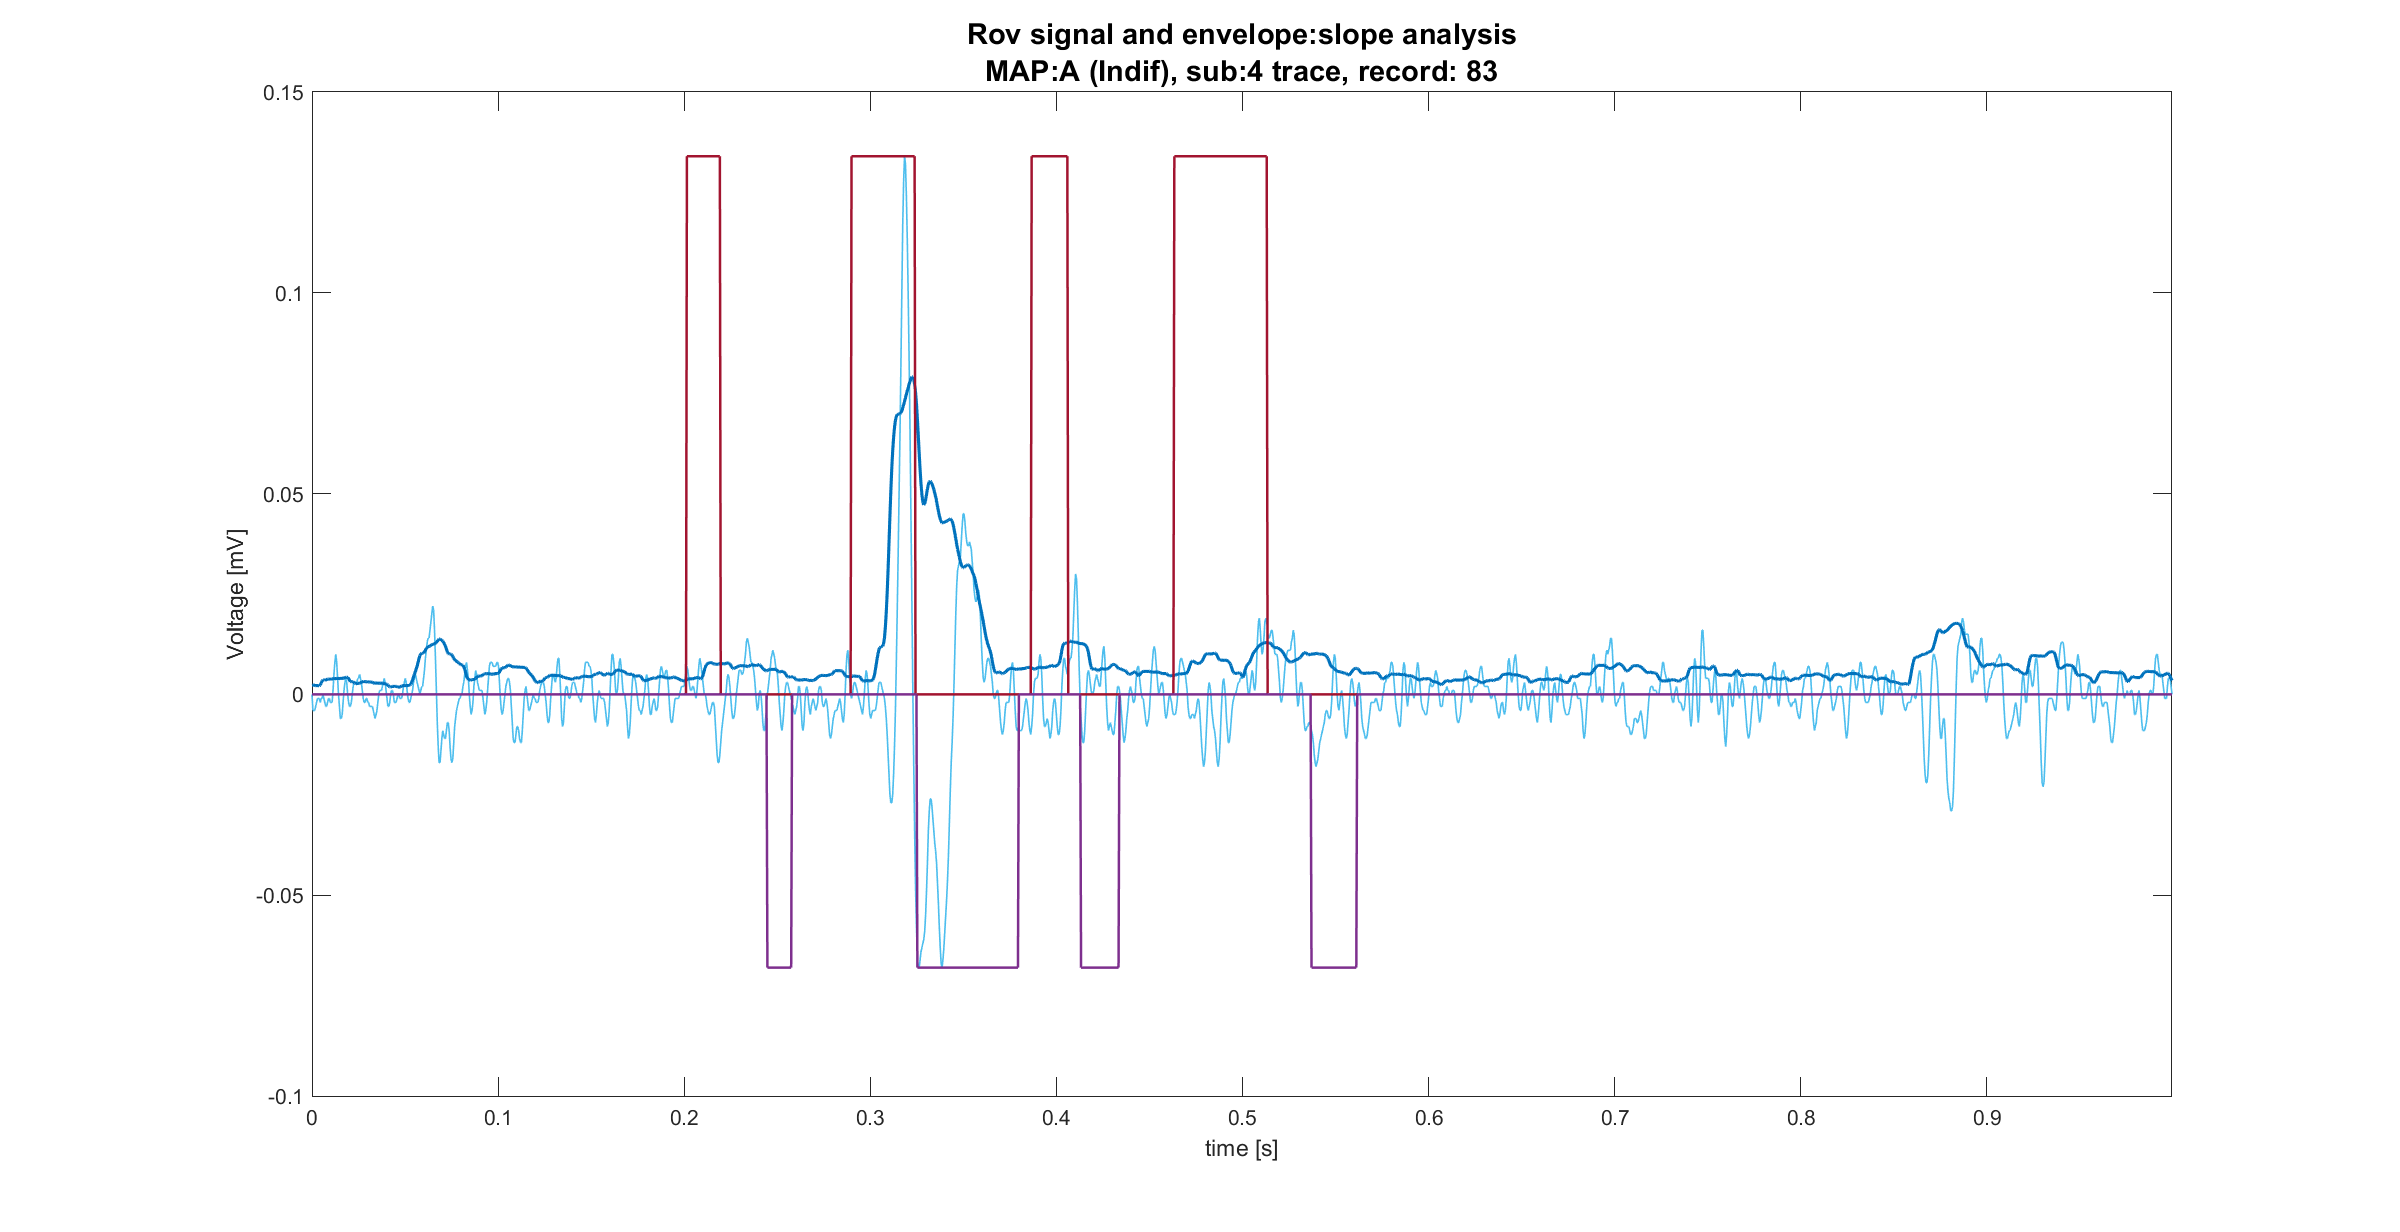 Rov signal and envelope:slope analysis
MAP:A (Indif), sub:4 trace, record: 83
0.15
0.1
0.05
0
-0.05
-0.1
Voltage [mV]
0 0.1 0.2 0.3 0.4 0.5 0.6 0.7 0.8 0.9
time [s]